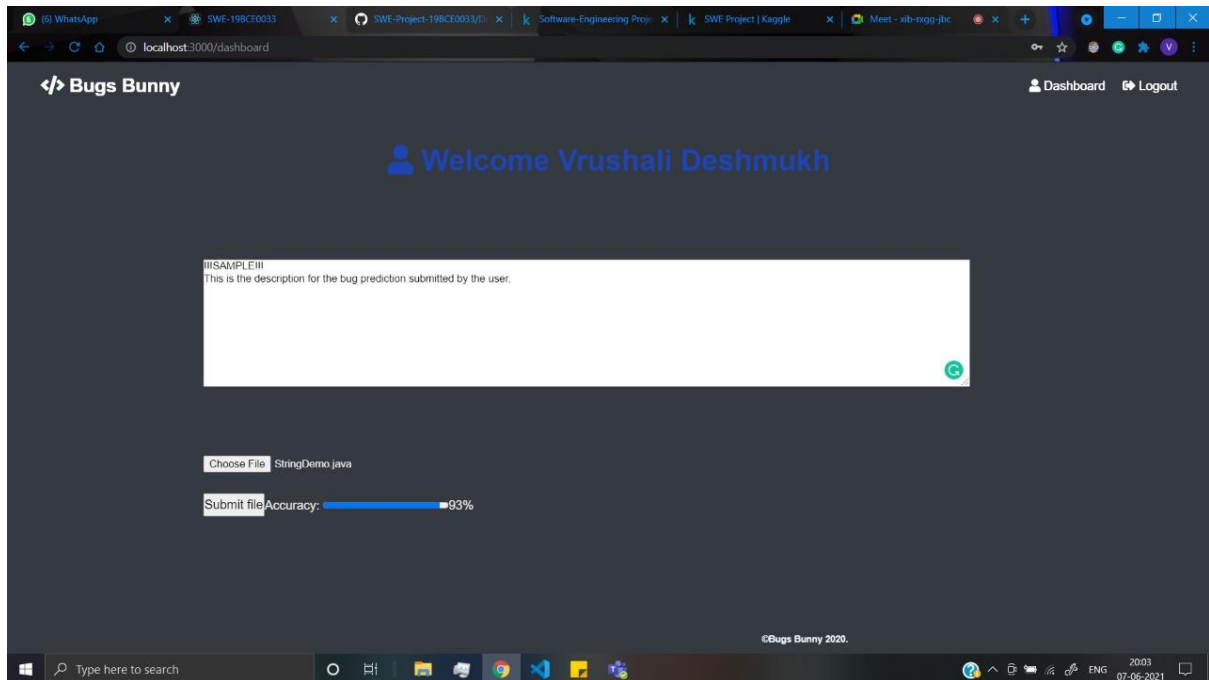 (6) WhatsApp
SWE-19BCE0033
SWE-Project-19BCE0033/D
Software-Engineering Proje
SWE Project | Kaggle
Meet - xib-rxgg-jbc
localhost:3000/dashboard
V
</> Bugs Bunny
Dashboard
Logout
Welcome Vrushali Deshmukh
!!!SAMPLE!!!
This is the description for the bug prediction submitted by the user.
Choose File StringDemo.java
Submit file Accuracy: 93%
©Bugs Bunny 2020.
Type here to search
ENG
20:03
07-06-2021